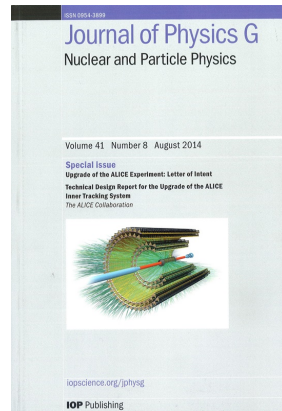 ISSN 0954-3899
Journal of Physics G
Nuclear and Particle Physics
Volume 41 Number 8 August 2014
Special issue
Upgrade of the ALICE Experiment: Letter of Intent
Technical Design Report for the Upgrade of the ALICE
Inner Tracking System
The ALICE Collaboration
iopscience.org/jphysg
IOP Publishing